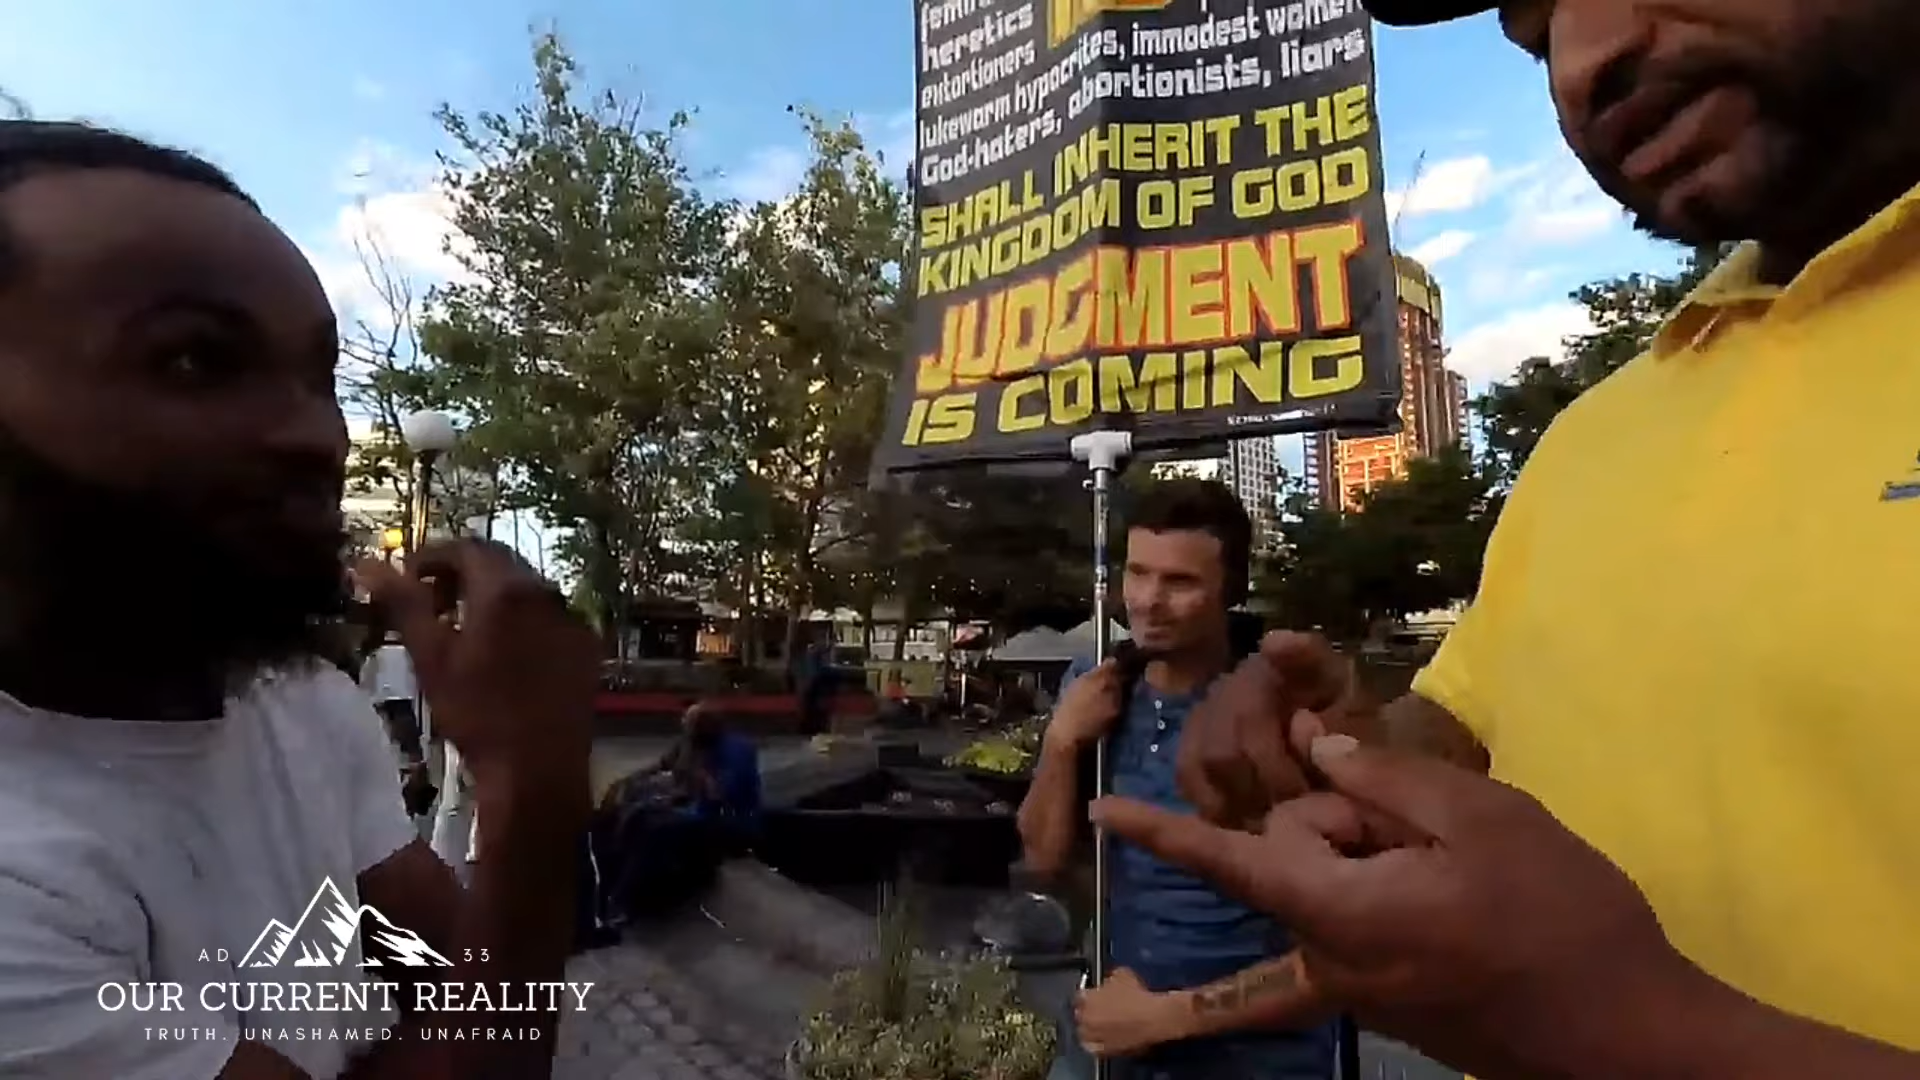 heretics
extortioners
lukewarm hypocrites, immodest women
God-haters, abortionists, liars
SHALL INHERIT THE
KINGDOM OF GOD
JUDGMENT
IS COMING
AD 33
OUR CURRENT REALITY
TRUTH. UNASHAMED. UNAFRAID